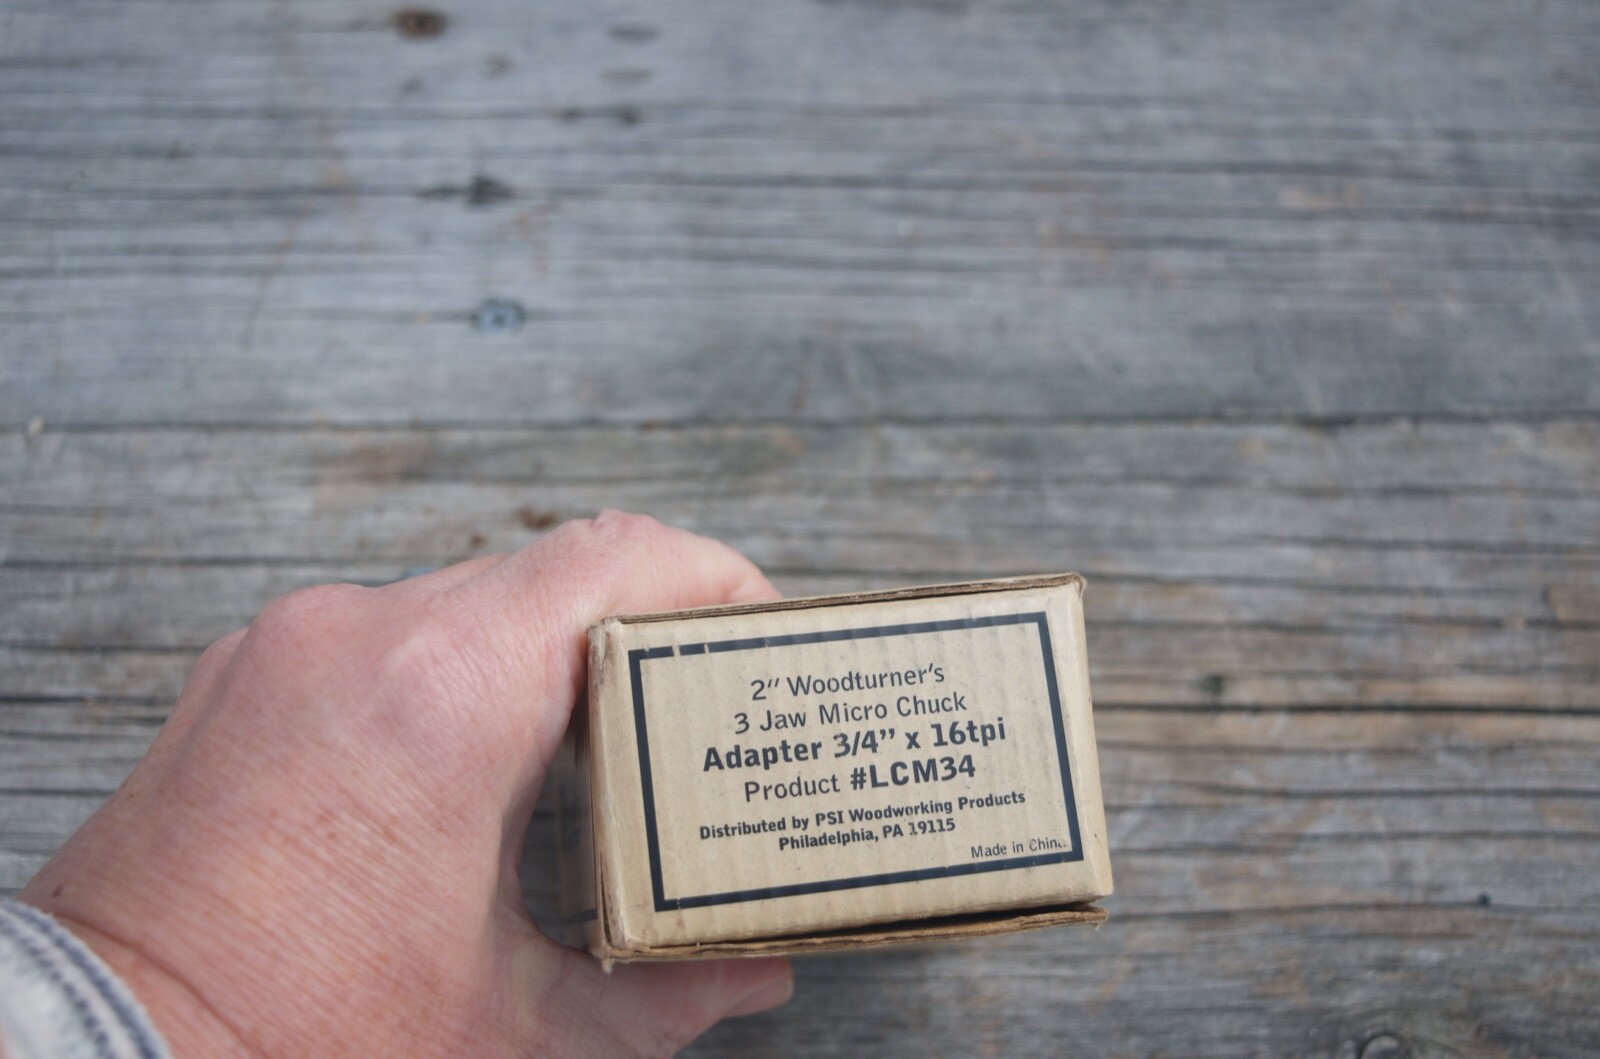 2" Woodturner's
3 Jaw Micro Chuck
Adapter 3/4" x 16tpi
Product #LCM34
Distributed by PSI Woodworking Products
Philadelphia, PA 19115
Made in China